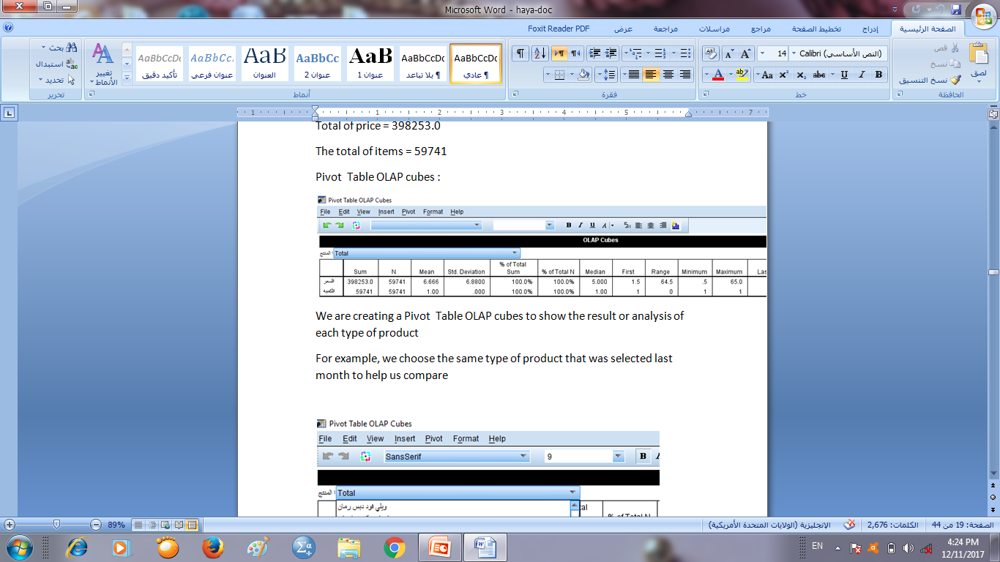 Microsoft Word - haya-doc
الصفحة الرئيسية إدراج تخطيط الصفحة مراجع مراسلات مراجعة عرض Foxit Reader PDF
لصق
قص
نسخ
نسخ التنسيق
الحافظة
Calibri (النص الأساسي) 14
خط
فقرة
AaBbCcDc ¶ عادي
AaBbCcDc ¶ بلا تباعد
AaB عنوان 1
AaBbCc عنوان 2
AaB العنوان
AaBbCc. عنوان فرعي
AaBbCcDc تأكيد دقيق
تغيير الأنماط
أنماط
بحث
استبدال
تحديد
تحرير
1 1 2 3 4 5 7
Total of price = 398253.0
The total of items = 59741
Pivot Table OLAP cubes :
Pivot Table OLAP Cubes
File Edit View Insert Pivot Format Help
B I U A
OLAP Cubes
المنتج Total
Sum N Mean Std. Deviation % of Total Sum % of Total N Median First Range Minimum Maximum Las
السعر 398253.0 59741 6.666 6.8800 100.0% 100.0% 5.000 1.5 64.5 .5 65.0
الكمية 59741 59741 1.00 .000 100.0% 100.0% 1.00 1 0 1 1
We are creating a Pivot Table OLAP cubes to show the result or analysis of
each type of product
For example, we choose the same type of product that was selected last
month to help us compare
Pivot Table OLAP Cubes
File Edit View Insert Pivot Format Help
SansSerif 9 B
المنتج Total
ويلي فود دبس رمان
% of Total N
الصفحة: 19 من 44 الكلمات: 2,676 الإنجليزية (الولايات المتحدة الأمريكية) 89%
EN
4:24 PM
12/11/2017